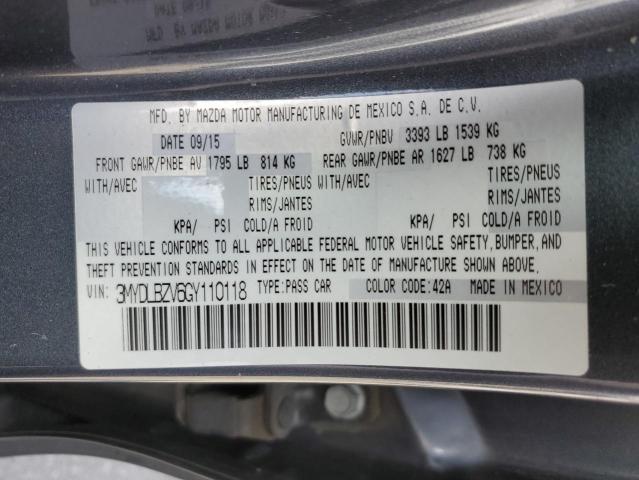 MFD. BY MAZDA MOTOR MANUFACTURING DE MEXICO S.A. DE C.V.
DATE 09/15 GVWR/PNBV 3393 LB 1539 KG
FRONT GAWR/PNBE AV 1795 LB 814 KG REAR GAWR/PNBE AR 1627 LB 738 KG
WITH/AVEC TIRES/PNEUS WITH/AVEC TIRES/PNEUS
RIMS/JANTES RIMS/JANTES
KPA/ PSI COLD/A FROID KPA/ PSI COLD/A FROID
THIS VEHICLE CONFORMS TO ALL APPLICABLE FEDERAL MOTOR VEHICLE SAFETY, BUMPER, AND
THEFT PREVENTION STANDARDS IN EFFECT ON THE DATE OF MANUFACTURE SHOWN ABOVE.
VIN: 3MYDLBZV6GY110118 TYPE:PASS CAR COLOR CODE:42A MADE IN MEXICO